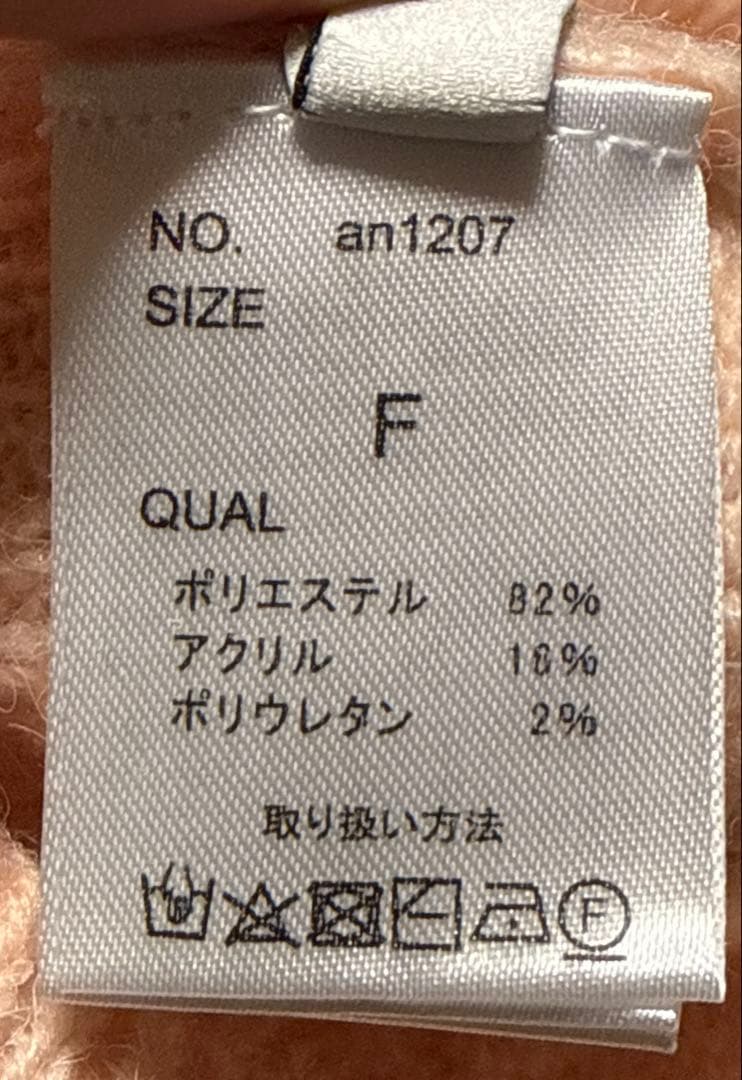 NO. an1207
SIZE
F
QUAL
ポリエステル 82%
アクリル 16%
ポリウレタン 2%
取り扱い方法
F